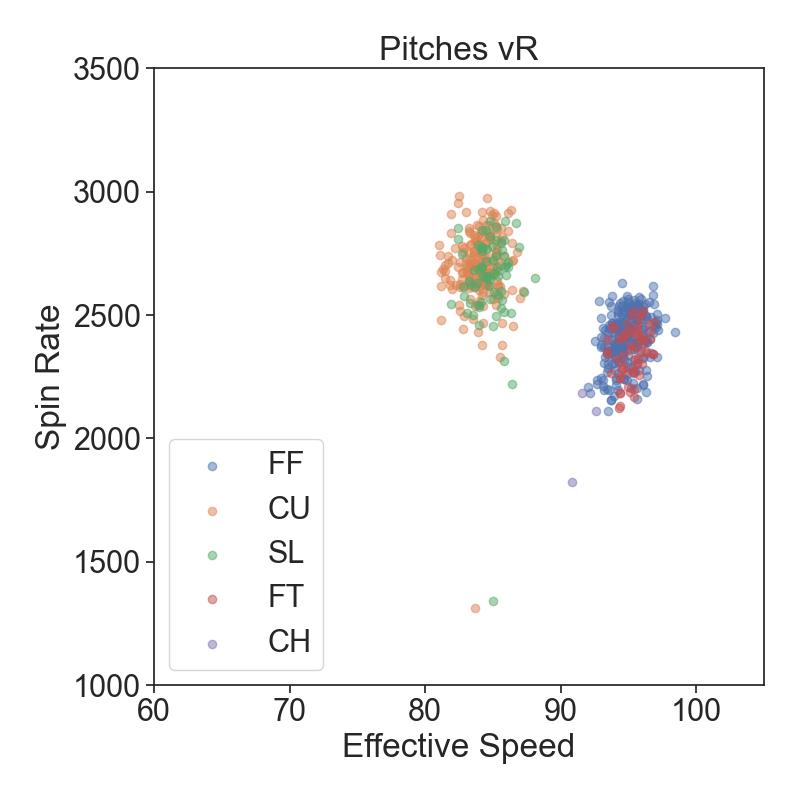 Pitches vR
3500
3000
2500
2000
1500
1000
Spin Rate
FF
CU
SL
FT
CH
60 70 80 90 100
Effective Speed